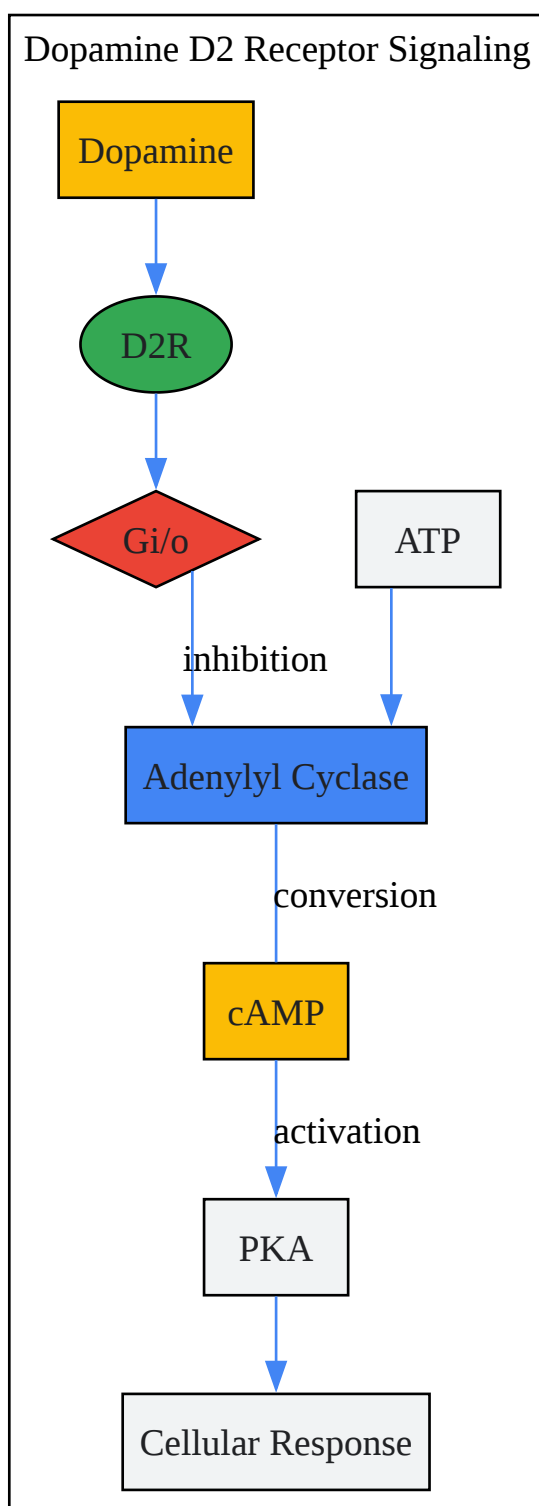 Dopamine D2 Receptor Signaling
Dopamine
D2R
Gi/o
ATP
inhibition
Adenylyl Cyclase
conversion
cAMP
activation
PKA
Cellular Response